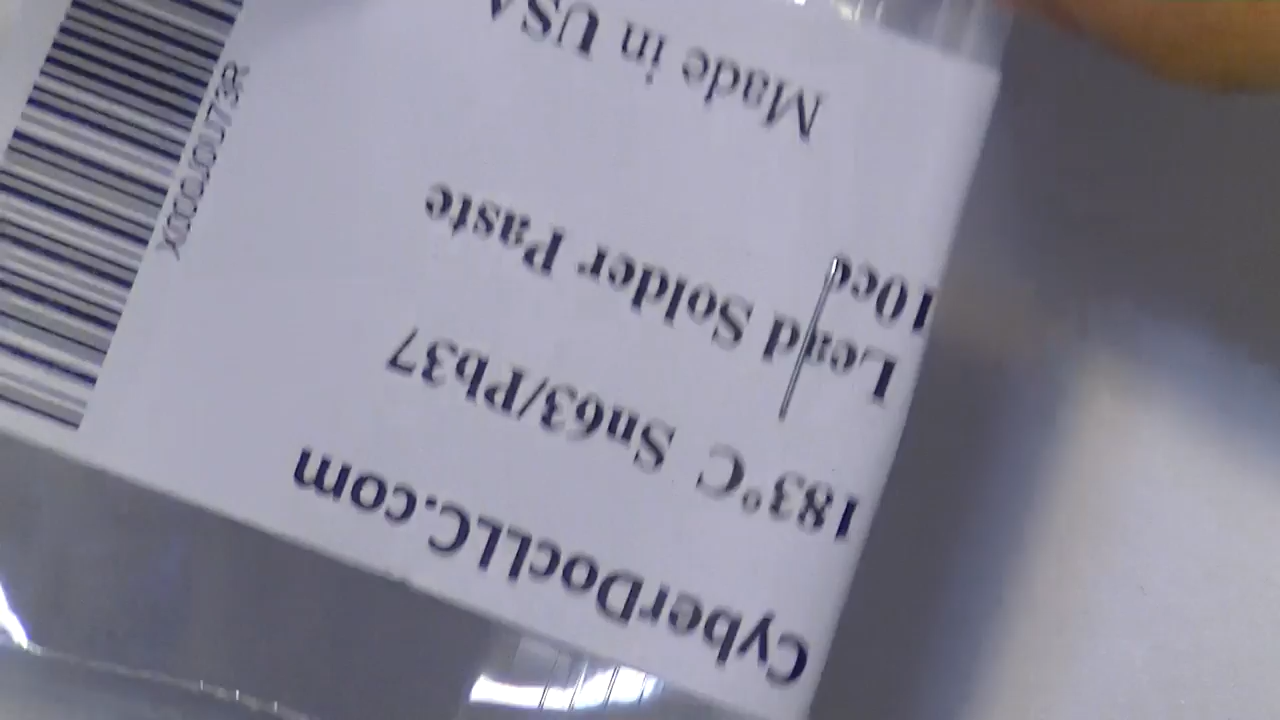 CyberDocLLC.com
183°C Sn63/Pb37
Lead Solder Paste
10cc
Made in USA